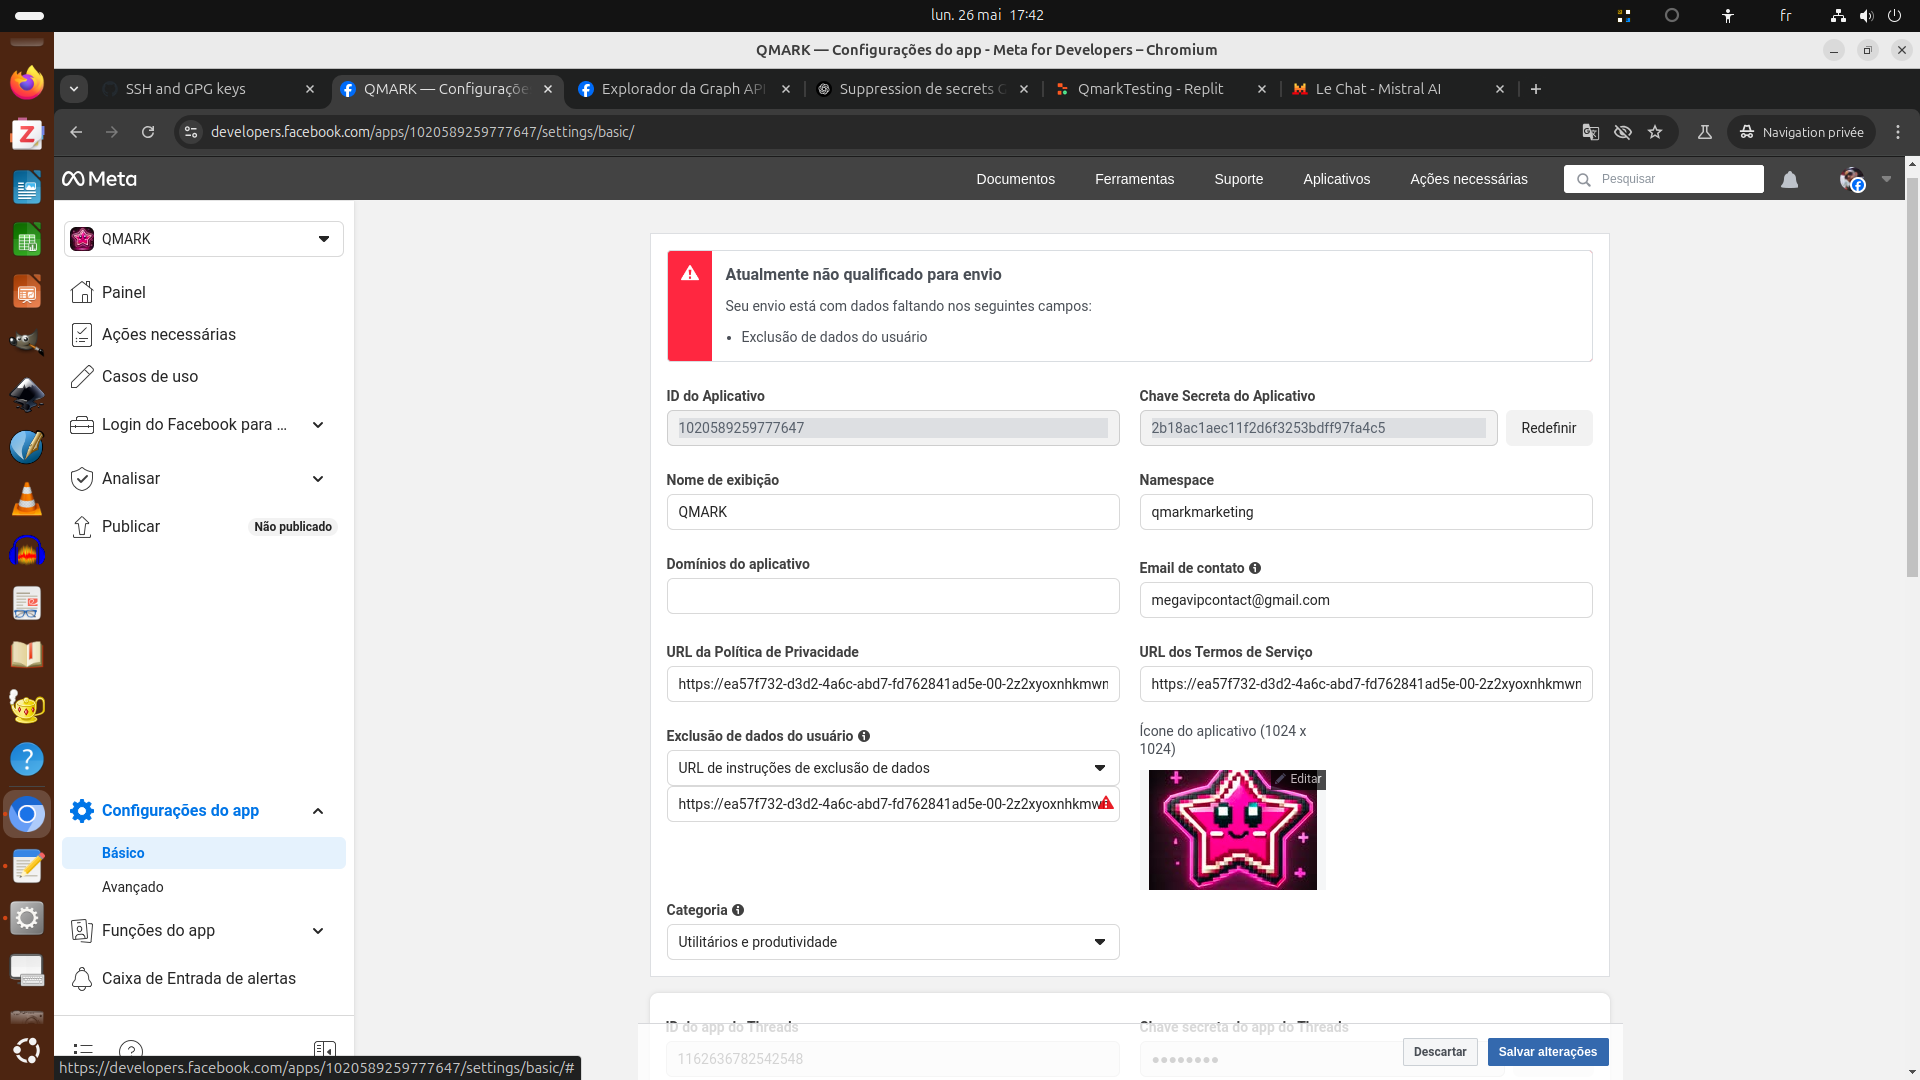 lun. 26 mai 17:42
fr
QMARK — Configurações do app - Meta for Developers – Chromium
SSH and GPG keys
QMARK — Configuraçõe
Explorador da Graph API
Suppression de secrets G
QmarkTesting - Replit
Le Chat - Mistral AI
developers.facebook.com/apps/1020589259777647/settings/basic/
Navigation privée
Meta
Documentos
Ferramentas
Suporte
Aplicativos
Ações necessárias
Pesquisar
QMARK
Painel
Ações necessárias
Casos de uso
Login do Facebook para ...
Analisar
Publicar
Não publicado
Configurações do app
Básico
Avançado
Funções do app
Caixa de Entrada de alertas
Atualmente não qualificado para envio
Seu envio está com dados faltando nos seguintes campos:
• Exclusão de dados do usuário
ID do Aplicativo
1020589259777647
Chave Secreta do Aplicativo
2b18ac1aec11f2d6f3253bdff97fa4c5
Redefinir
Nome de exibição
QMARK
Namespace
qmarkmarketing
Domínios do aplicativo
Email de contato
megavipcontact@gmail.com
URL da Política de Privacidade
https://ea57f732-d3d2-4a6c-abd7-fd762841ad5e-00-2z2xyoxnhkmwn
URL dos Termos de Serviço
https://ea57f732-d3d2-4a6c-abd7-fd762841ad5e-00-2z2xyoxnhkmwn
Exclusão de dados do usuário
URL de instruções de exclusão de dados
https://ea57f732-d3d2-4a6c-abd7-fd762841ad5e-00-2z2xyoxnhkmw
Ícone do aplicativo (1024 x
1024)
Editar
Categoria
Utilitários e produtividade
ID do app do Threads
1162636782542548
Chave secreta do app do Threads
••••••••
Descartar
Salvar alterações
https://developers.facebook.com/apps/1020589259777647/settings/basic/#